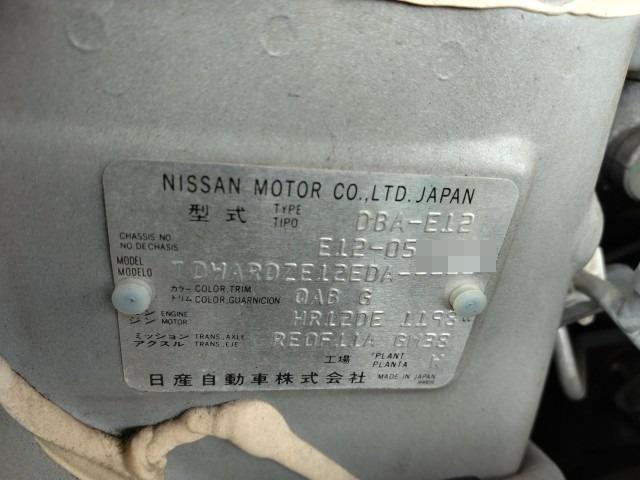 NISSAN MOTOR CO.,LTD. JAPAN
型式 TYPE TIPO DBA-E12
CHASSIS NO. NO.DE CHASIS E12-05
MODEL MODELO DWARDZE12EDA-----
カラー トリム COLOR,TRIM COLOR,GUARNICION QAB G
エンジン ENGINE MOTOR HR12DE 1198cc
ミッション アクスル TRANS.AXLE TRANS.EJE RE0F11A GM38
工場 PLANT PLANTA
日産自動車株式会社 MADE IN JAPAN